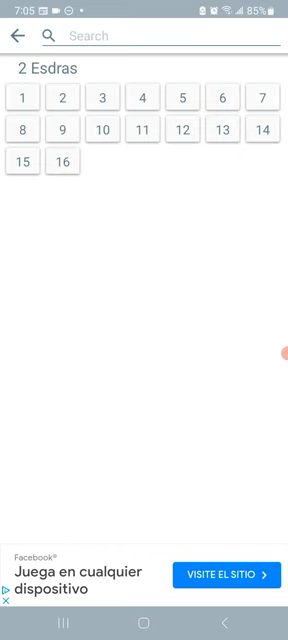 7:05
85%
Search
2 Esdras
1 2 3 4 5 6 7
8 9 10 11 12 13 14
15 16
Facebook®
Juega en cualquier
dispositivo
VISITE EL SITIO